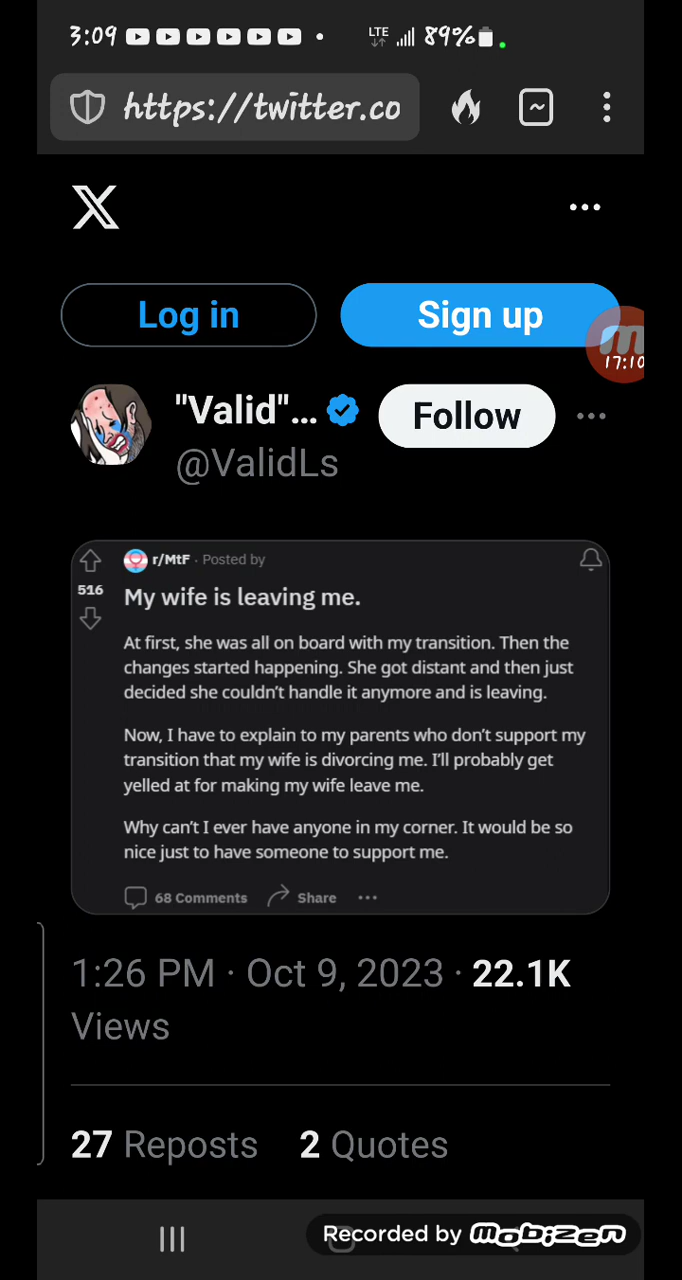 3:09 LTE 89%
https://twitter.co
X
Log in Sign up
17:10
"Valid"... Follow
@ValidLs
r/MtF · Posted by
516
My wife is leaving me.
At first, she was all on board with my transition. Then the
changes started happening. She got distant and then just
decided she couldn't handle it anymore and is leaving.
Now, I have to explain to my parents who don't support my
transition that my wife is divorcing me. I'll probably get
yelled at for making my wife leave me.
Why can't I ever have anyone in my corner. It would be so
nice just to have someone to support me.
68 Comments Share
1:26 PM · Oct 9, 2023 · 22.1K
Views
27 Reposts 2 Quotes
Recorded by mobizen